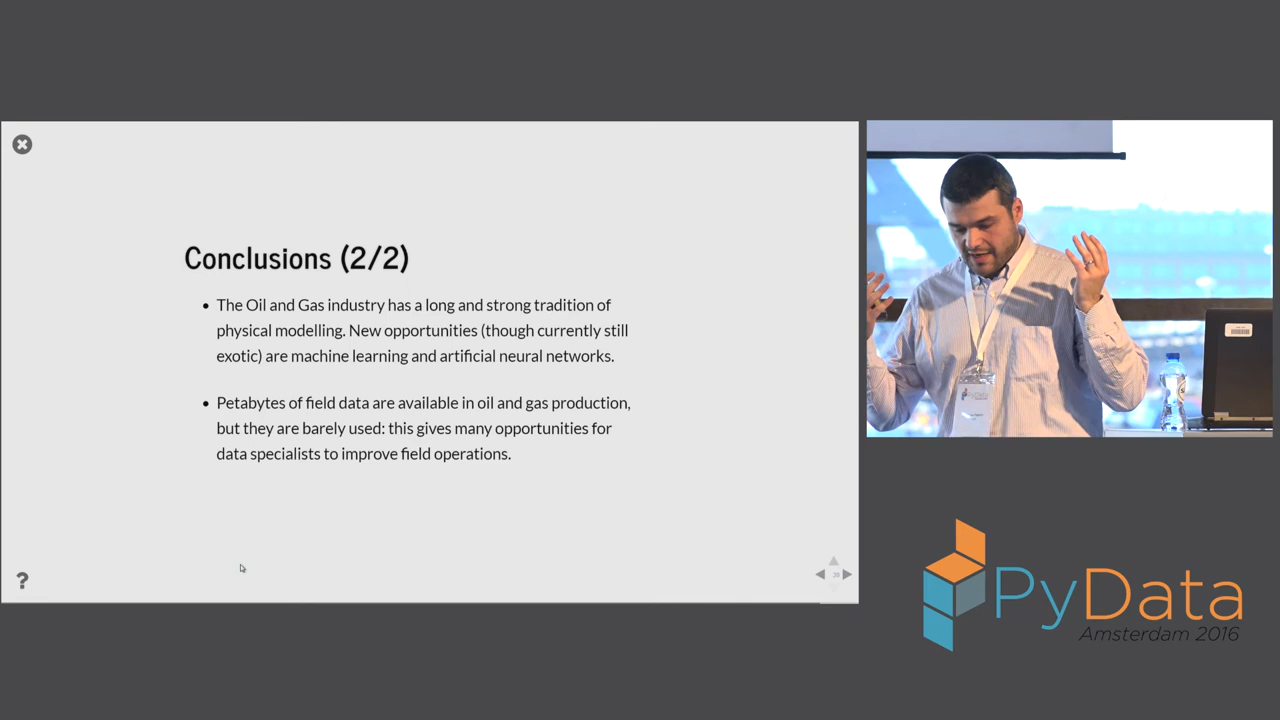 Conclusions (2/2)
• The Oil and Gas industry has a long and strong tradition of
physical modelling. New opportunities (though currently still
exotic) are machine learning and artificial neural networks.
• Petabytes of field data are available in oil and gas production,
but they are barely used: this gives many opportunities for
data specialists to improve field operations.
?
PyData
PyData
Amsterdam 2016